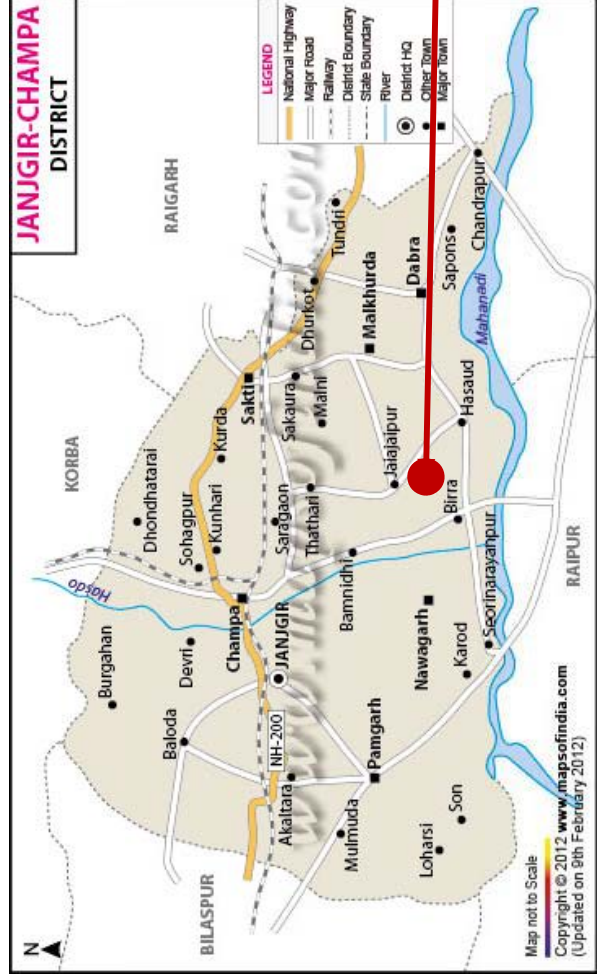 JANJGIR-CHAMPA
DISTRICT
N
LEGEND
National Highway
Major Road
Railway
District Boundary
State Boundary
River
District HQ
Other Town
Major Town
KORBA
RAIGARH
BILASPUR
RAIPUR
Hasdo
Mahanadi
Burgahan
Dhondhatarai
Baloda
Devri
Sohagpur
Kunhari
Kurda
Champa
Sakti
JANJGIR
NH-200
Akaltara
Saragaon
Sakaura
Dhurkot
Tundri
Thathari
Malni
Mulmuda
Bamnidhi
Pamgarh
Malkhurda
Jaiajaipur
Dabra
Loharsi
Nawagarh
Son
Karod
Birra
Hasaud
Sapons
Seorinarayanpur
Chandrapur
Map not to Scale
Copyright © 2012 www.mapsofindia.com
(Updated on 9th February 2012)